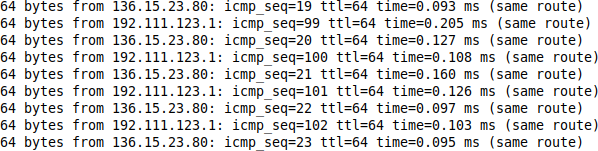 64 bytes from 136.15.23.80: icmp_seq=19 ttl=64 time=0.093 ms (same route)
64 bytes from 192.111.123.1: icmp_seq=99 ttl=64 time=0.205 ms (same route)
64 bytes from 136.15.23.80: icmp_seq=20 ttl=64 time=0.127 ms (same route)
64 bytes from 192.111.123.1: icmp_seq=100 ttl=64 time=0.108 ms (same route)
64 bytes from 136.15.23.80: icmp_seq=21 ttl=64 time=0.160 ms (same route)
64 bytes from 192.111.123.1: icmp_seq=101 ttl=64 time=0.126 ms (same route)
64 bytes from 136.15.23.80: icmp_seq=22 ttl=64 time=0.097 ms (same route)
64 bytes from 192.111.123.1: icmp_seq=102 ttl=64 time=0.103 ms (same route)
64 bytes from 136.15.23.80: icmp_seq=23 ttl=64 time=0.095 ms (same route)